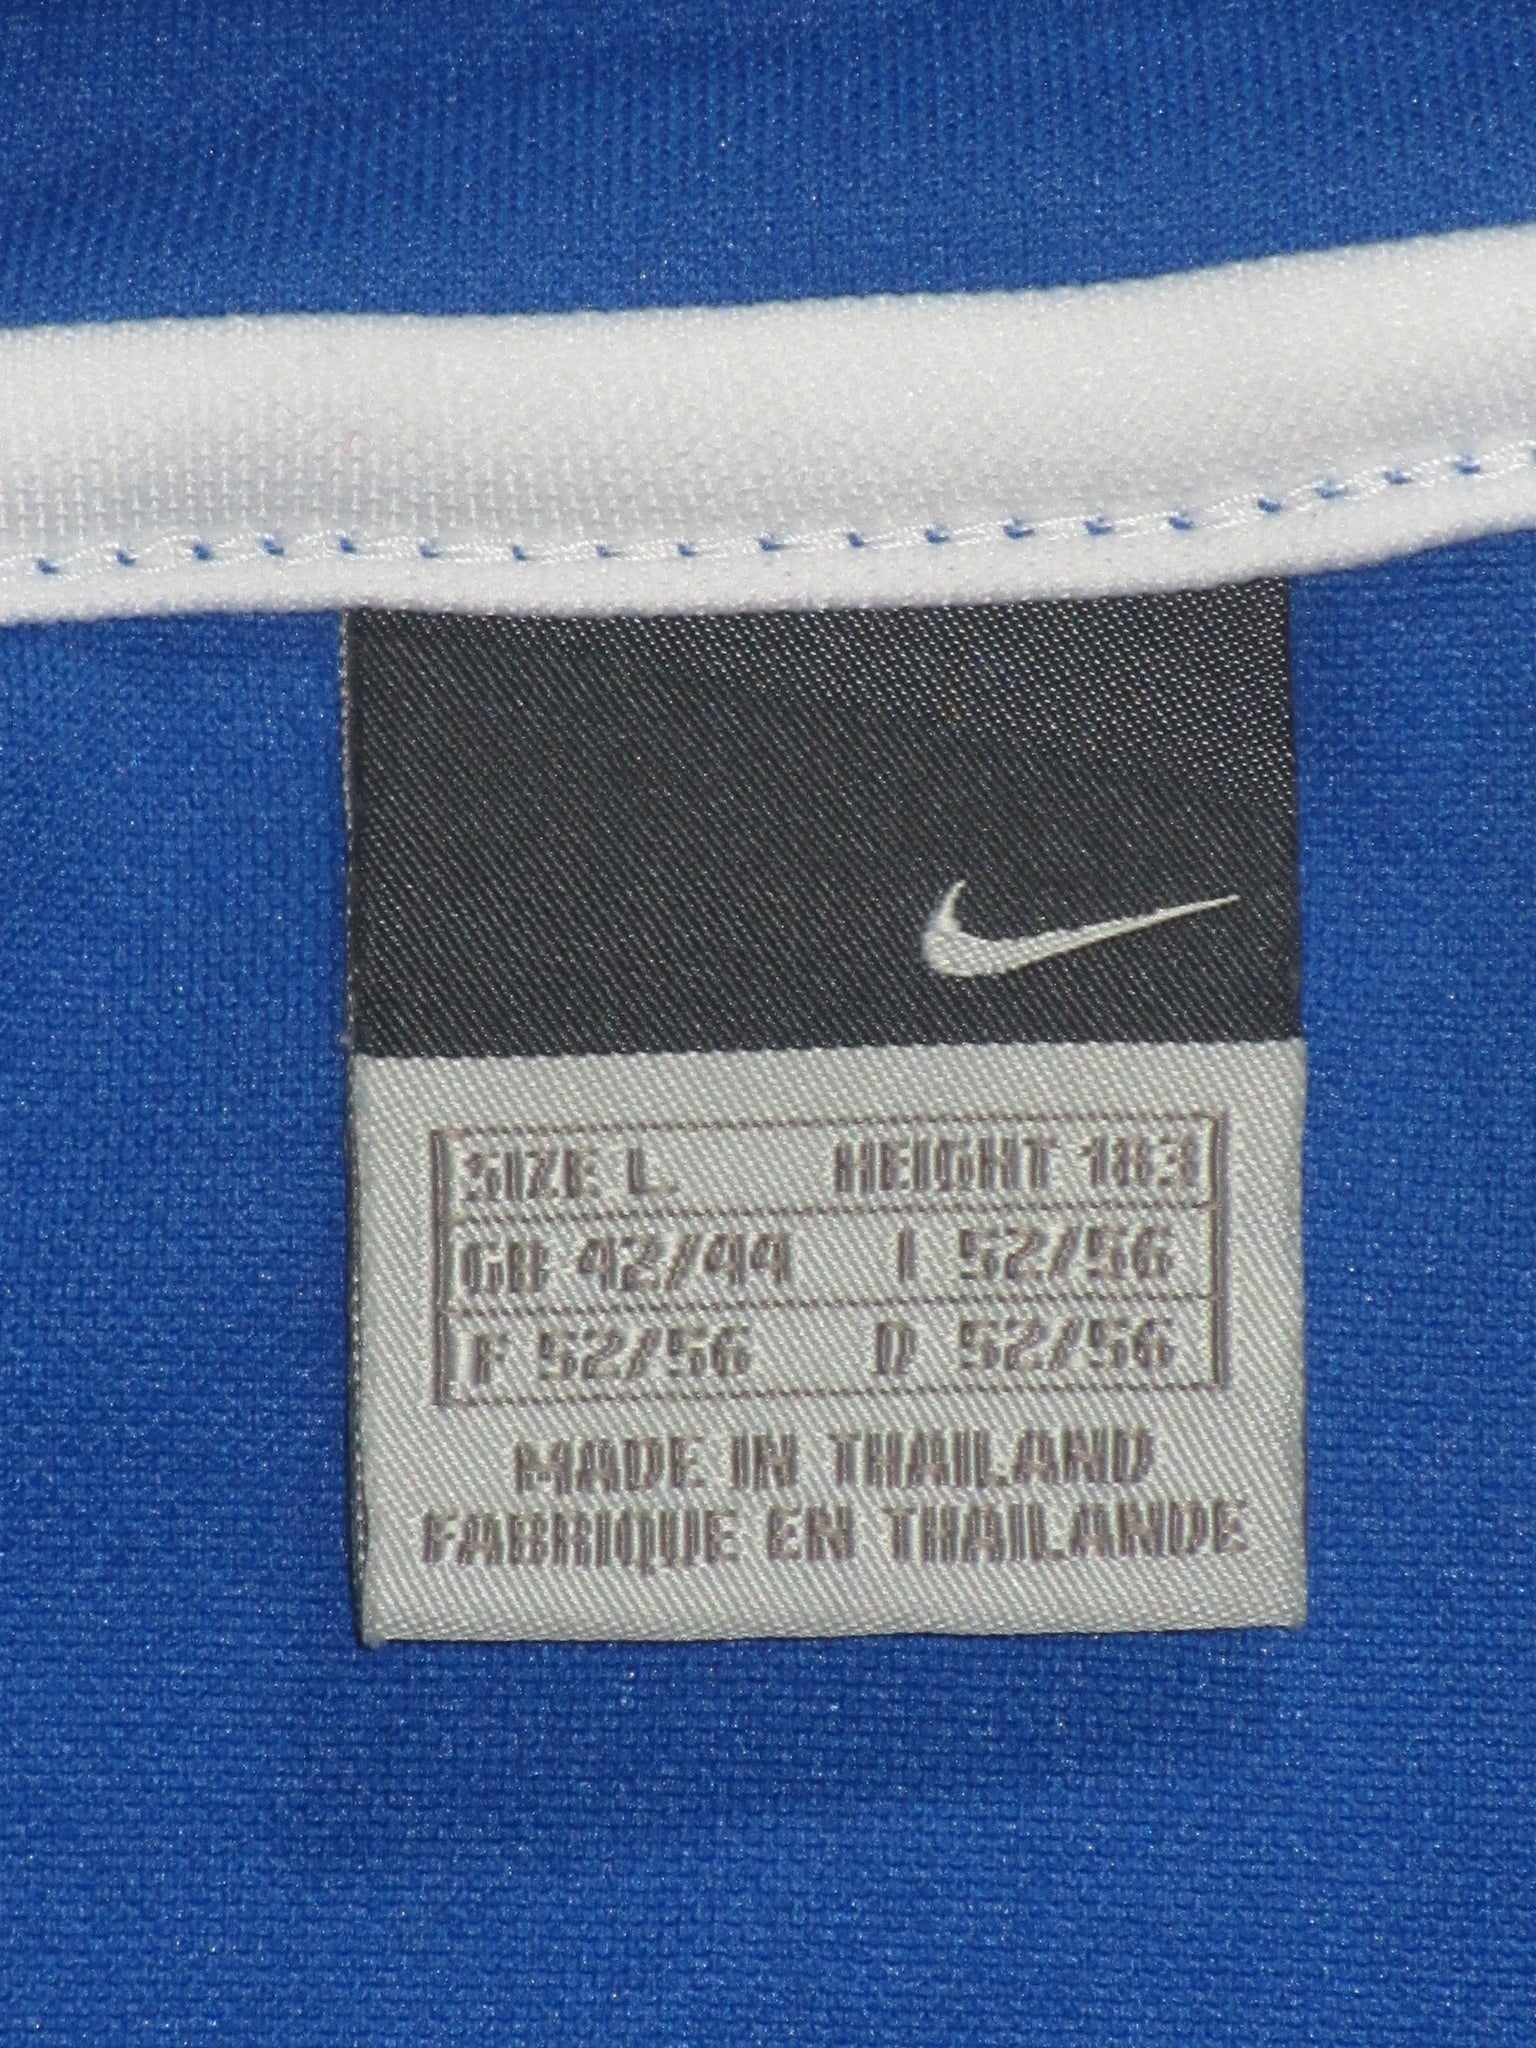 SIZE L HEIGHT 183
GB 42/44 I 52/56
F 52/56 D 52/56
MADE IN THAILAND
FABRIQUE EN THAILANDE